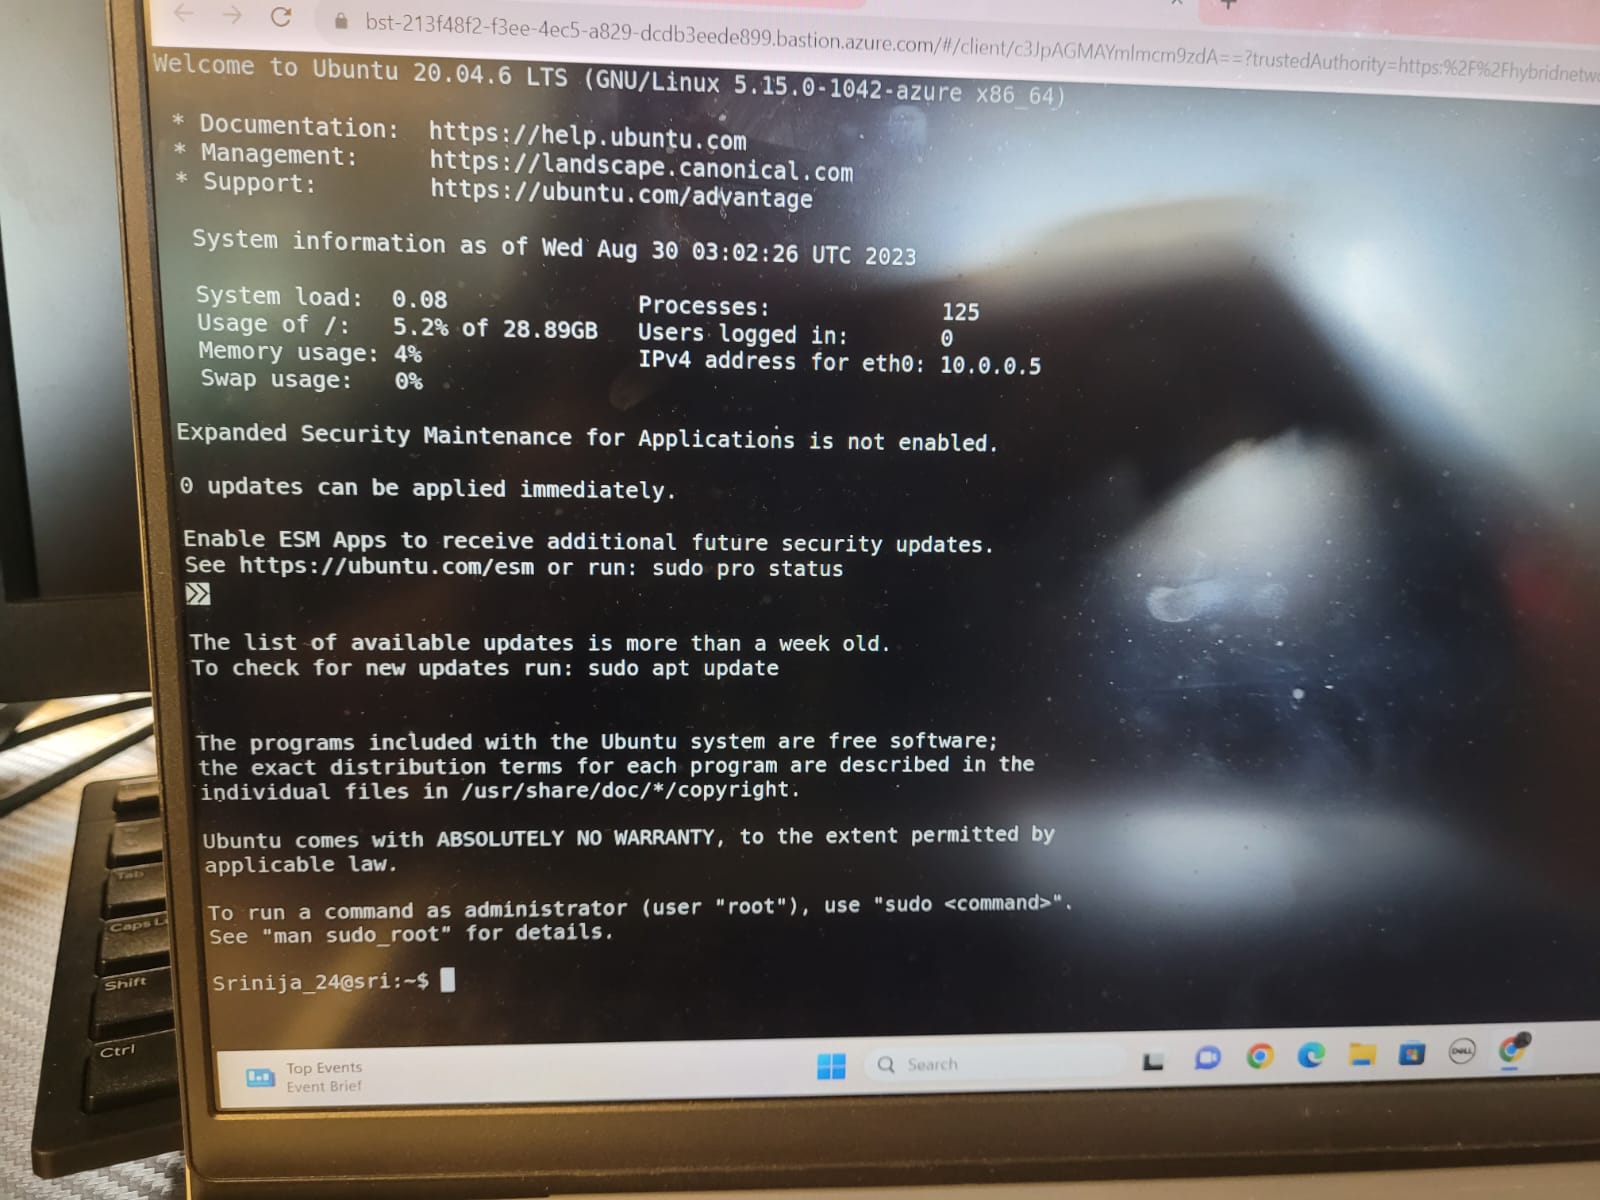 bst-213f48f2-f3ee-4ec5-a829-dcdb3eede899.bastion.azure.com/#/client/c3JpAGMAYmlmcm9zdA==?trustedAuthority=https:%2F%2Fhybridnetwo
Welcome to Ubuntu 20.04.6 LTS (GNU/Linux 5.15.0-1042-azure x86_64)
* Documentation: https://help.ubuntu.com
* Management: https://landscape.canonical.com
* Support: https://ubuntu.com/advantage
System information as of Wed Aug 30 03:02:26 UTC 2023
System load: 0.08 Processes: 125
Usage of /: 5.2% of 28.89GB Users logged in: 0
Memory usage: 4% IPv4 address for eth0: 10.0.0.5
Swap usage: 0%
Expanded Security Maintenance for Applications is not enabled.
0 updates can be applied immediately.
Enable ESM Apps to receive additional future security updates.
See https://ubuntu.com/esm or run: sudo pro status
The list of available updates is more than a week old.
To check for new updates run: sudo apt update
The programs included with the Ubuntu system are free software;
the exact distribution terms for each program are described in the
individual files in /usr/share/doc/*/copyright.
Ubuntu comes with ABSOLUTELY NO WARRANTY, to the extent permitted by
applicable law.
To run a command as administrator (user "root"), use "sudo <command>".
See "man sudo_root" for details.
Srinija_24@sri:~$
Top Events
Event Brief
Search
DELL
Tab
Caps L
Shift
Ctrl